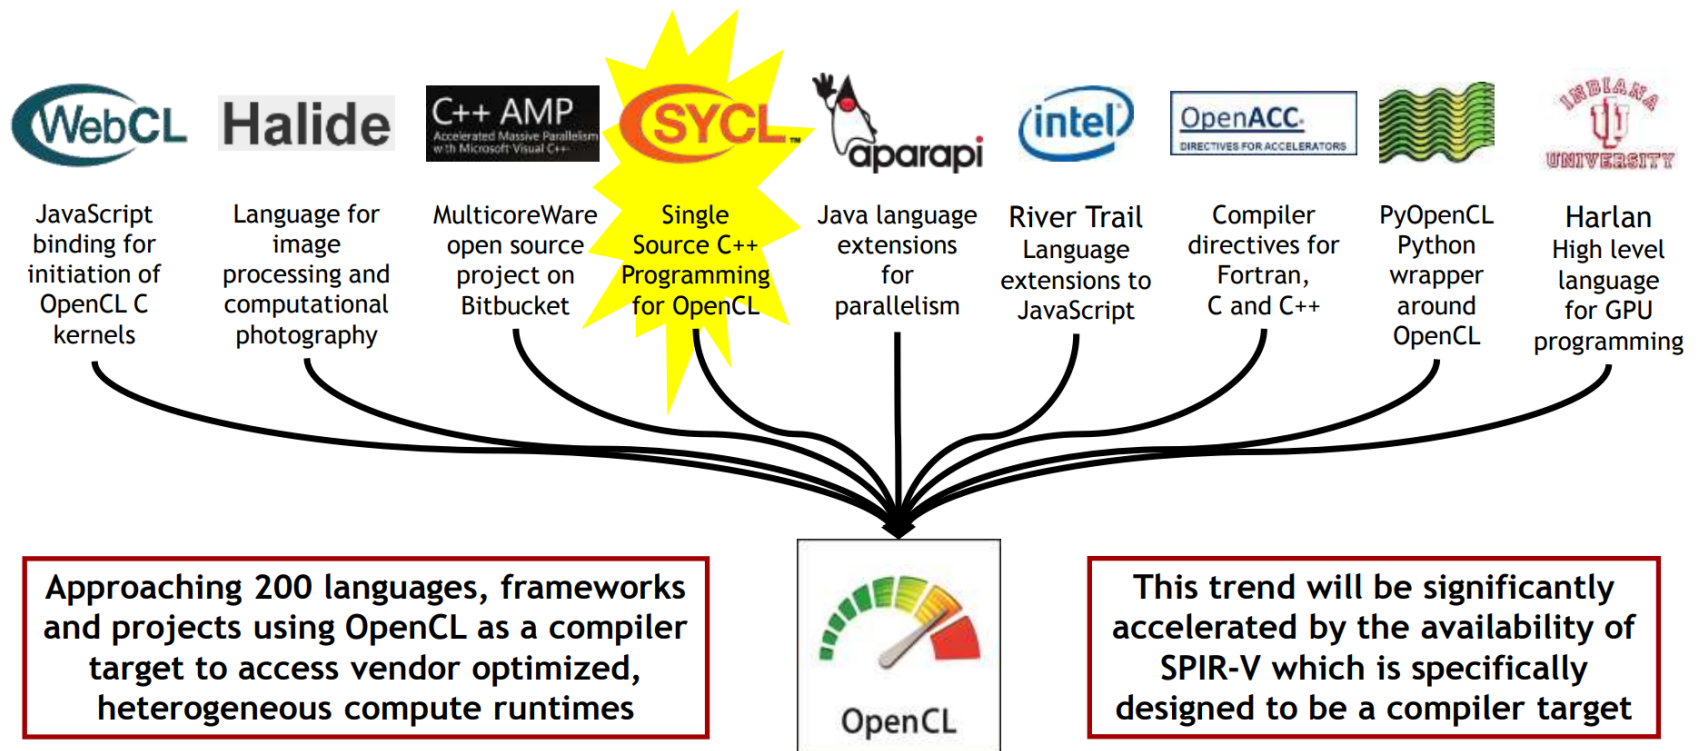 WebCL
JavaScript
binding for
initiation of
OpenCL C
kernels
Halide
Language for
image
processing and
computational
photography
C++ AMP
Accelerated Massive Parallelism
with Microsoft Visual C++
MulticoreWare
open source
project on
Bitbucket
SYCL™
Single
Source C++
Programming
for OpenCL
aparapi
Java language
extensions
for
parallelism
intel
River Trail
Language
extensions to
JavaScript
OpenACC.
DIRECTIVES FOR ACCELERATORS
Compiler
directives for
Fortran,
C and C++
PyOpenCL
Python
wrapper
around
OpenCL
INDIANA
IU
UNIVERSITY
Harlan
High level
language
for GPU
programming
Approaching 200 languages, frameworks
and projects using OpenCL as a compiler
target to access vendor optimized,
heterogeneous compute runtimes
OpenCL
This trend will be significantly
accelerated by the availability of
SPIR-V which is specifically
designed to be a compiler target